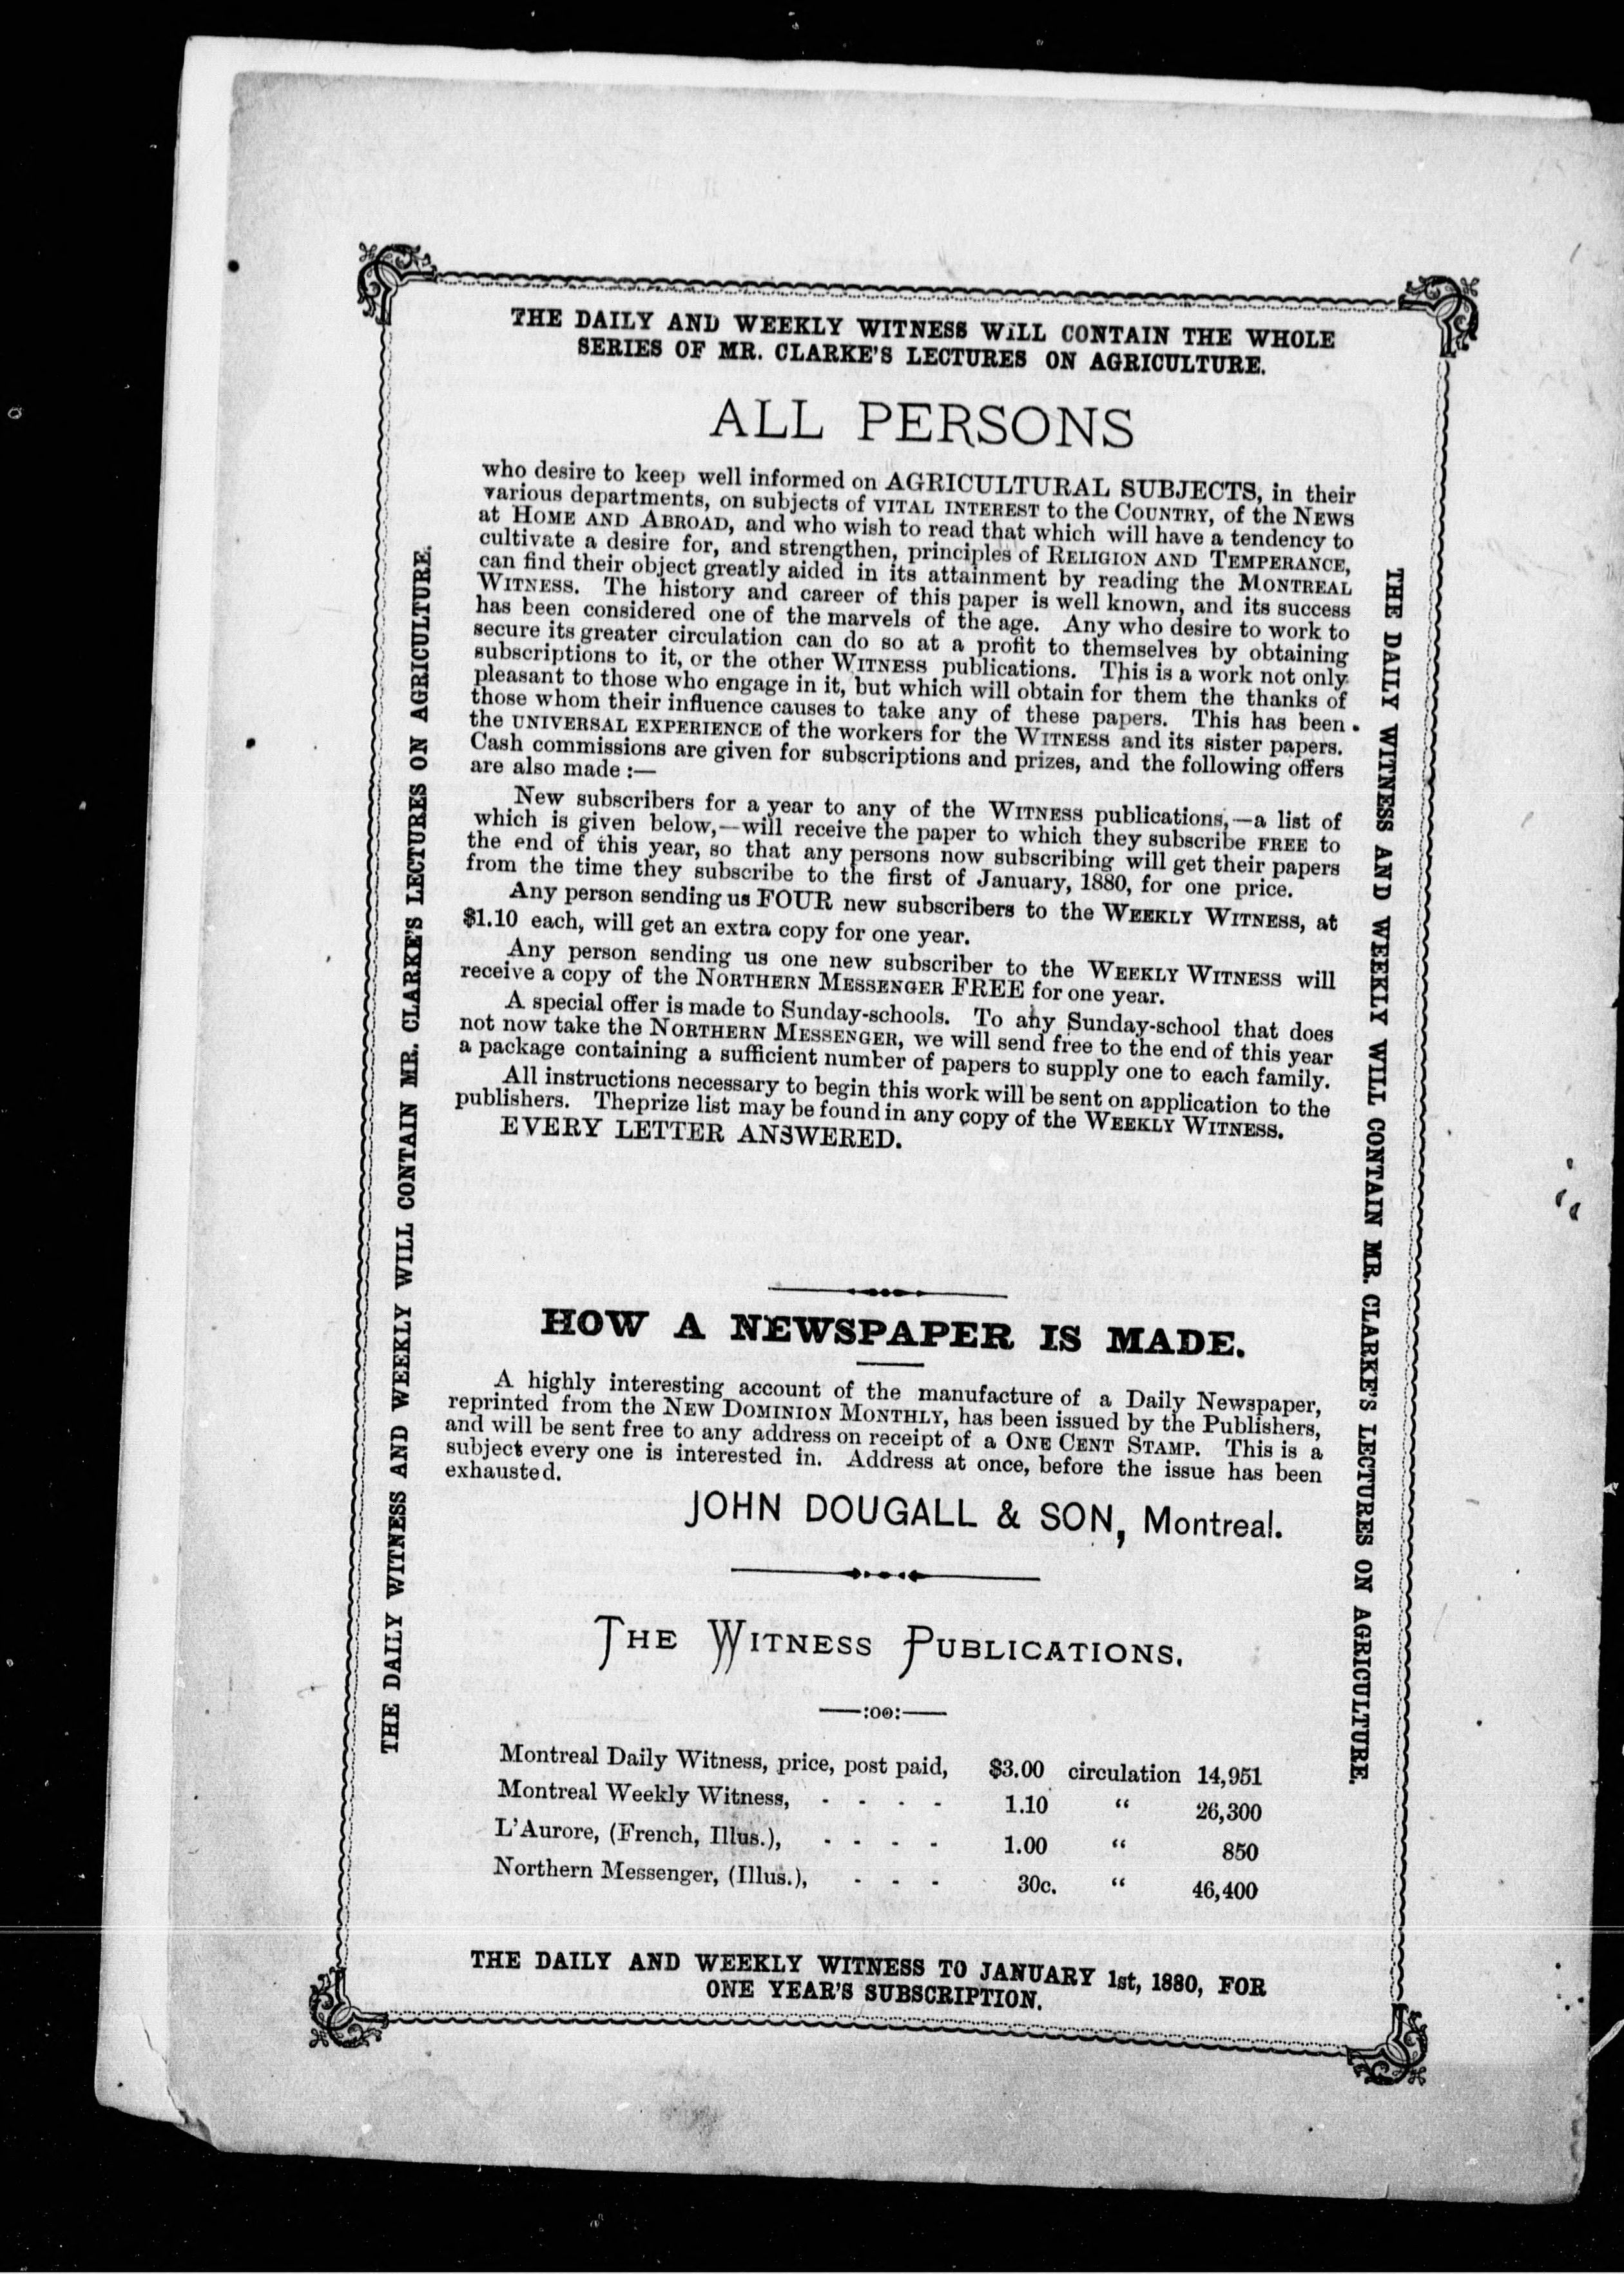 THE DAILY AND WEEKLY WITNESS WILL CONTAIN THE WHOLE
SERIES OF MR. CLARKE'S LECTURES ON AGRICULTURE.
ALL PERSONS
who desire to keep well informed on AGRICULTURAL SUBJECTS, in their
various departments, on subjects of VITAL INTEREST to the COUNTRY, of the NEWS
at HOME AND ABROAD, and who wish to read that which will have a tendency to
cultivate a desire for, and strengthen, principles of RELIGION AND TEMPERANCE,
can find their object greatly aided in its attainment by reading the MONTREAL
WITNESS. The history and career of this paper is well known, and its success
has been considered one of the marvels of the age. Any who desire to work to
secure its greater circulation can do so at a profit to themselves by obtaining
subscriptions to it, or the other WITNESS publications. This is a work not only
pleasant to those who engage in it, but which will obtain for them the thanks of
those whom their influence causes to take any of these papers. This has been
the UNIVERSAL EXPERIENCE of the workers for the WITNESS and its sister papers.
Cash commissions are given for subscriptions and prizes, and the following offers
are also made :—
New subscribers for a year to any of the WITNESS publications,—a list of
which is given below,—will receive the paper to which they subscribe FREE to
the end of this year, so that any persons now subscribing will get their papers
from the time they subscribe to the first of January, 1880, for one price.
Any person sending us FOUR new subscribers to the WEEKLY WITNESS, at
$1.10 each, will get an extra copy for one year.
Any person sending us one new subscriber to the WEEKLY WITNESS will
receive a copy of the NORTHERN MESSENGER FREE for one year.
A special offer is made to Sunday-schools. To any Sunday-school that does
not now take the NORTHERN MESSENGER, we will send free to the end of this year
a package containing a sufficient number of papers to supply one to each family.
All instructions necessary to begin this work will be sent on application to the
publishers. Theprize list may be found in any copy of the WEEKLY WITNESS.
EVERY LETTER ANSWERED.
HOW A NEWSPAPER IS MADE.
A highly interesting account of the manufacture of a Daily Newspaper,
reprinted from the NEW DOMINION MONTHLY, has been issued by the Publishers,
and will be sent free to any address on receipt of a ONE CENT STAMP. This is a
subject every one is interested in. Address at once, before the issue has been
exhausted.
JOHN DOUGALL & SON, Montreal.
THE WITNESS PUBLICATIONS.
—:oo:—
Montreal Daily Witness, price, post paid, $3.00 circulation 14,951
Montreal Weekly Witness, - - - - 1.10 “ 26,300
L'Aurore, (French, Illus.), - - - - 1.00 “ 850
Northern Messenger, (Illus.), - - - 30c. “ 46,400
THE DAILY AND WEEKLY WITNESS TO JANUARY 1st, 1880, FOR
ONE YEAR'S SUBSCRIPTION.
THE DAILY WITNESS AND WEEKLY WILL CONTAIN MR. CLARKE'S LECTURES ON AGRICULTURE.
THE DAILY WITNESS AND WEEKLY WILL CONTAIN MR. CLARKE'S LECTURES ON AGRICULTURE.